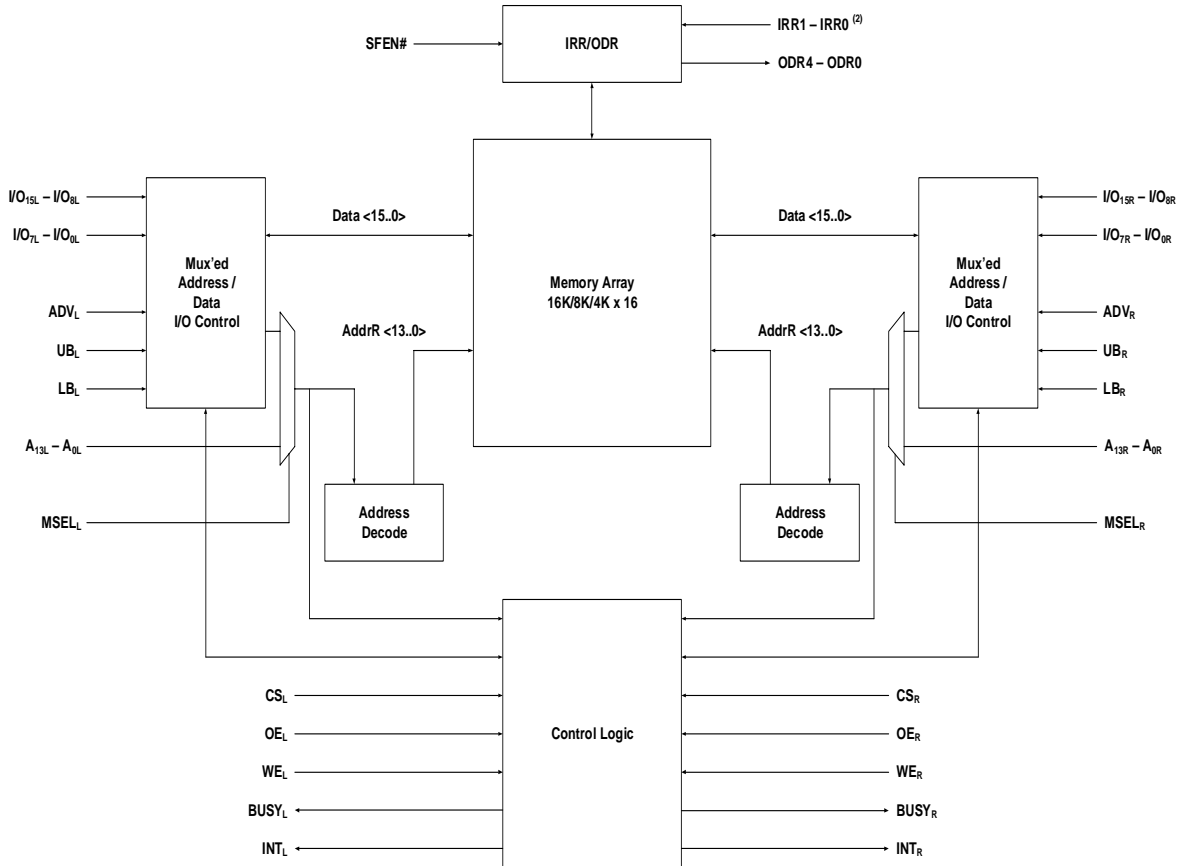 IRR1 – IRR0 (2)
SFEN#
IRR/ODR
ODR4 – ODR0
I/O15L – I/O8L
I/O7L – I/O0L
Mux'ed
Address /
Data
I/O Control
ADVL
UBL
LBL
A13L – A0L
MSELL
Data <15..0>
AddrR <13..0>
Address
Decode
Memory Array
16K/8K/4K x 16
Data <15..0>
AddrR <13..0>
Address
Decode
Mux'ed
Address /
Data
I/O Control
I/O15R – I/O8R
I/O7R – I/O0R
ADVR
UBR
LBR
A13R – A0R
MSELR
CSL
OEL
WEL
BUSYL
INTL
Control Logic
CSR
OER
WER
BUSYR
INTR